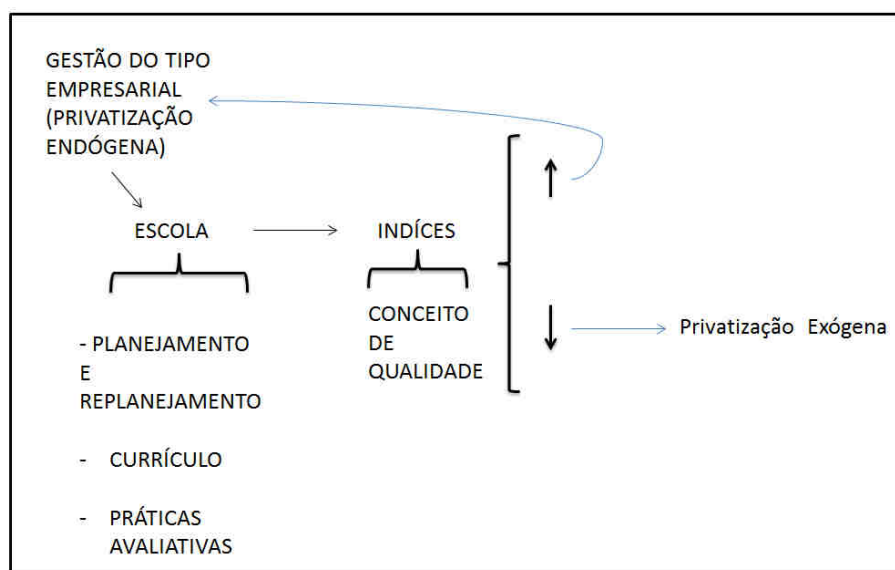 GESTÃO DO TIPO
EMPRESARIAL
(PRIVATIZAÇÃO
ENDÓGENA)
ESCOLA
INDÍCES
CONCEITO
DE
QUALIDADE
Privatização Exógena
- PLANEJAMENTO
E
REPLANEJAMENTO
- CURRÍCULO
- PRÁTICAS
AVALIATIVAS